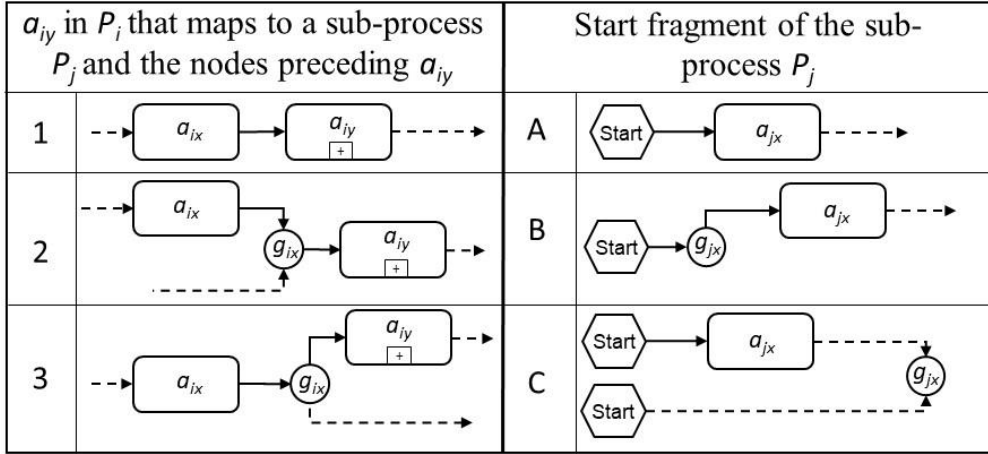 a_iy in P_i that maps to a sub-process
P_j and the nodes preceding a_iy
Start fragment of the sub-
process P_j
1
a_ix
a_iy
+
A
Start
a_jx
2
a_ix
g_ix
a_iy
+
B
Start
g_jx
a_jx
3
a_ix
g_ix
a_iy
+
C
Start
a_jx
g_jx
Start